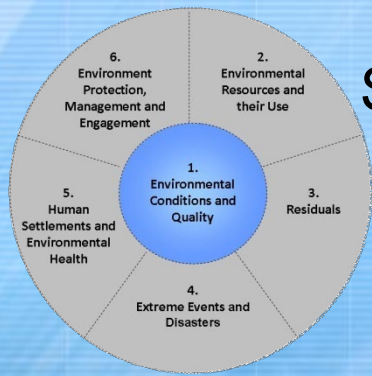 6.
Environment
Protection,
Management and
Engagement
2.
Environmental
Resources and
their Use
1.
Environmental
Conditions and
Quality
5.
Human
Settlements and
Environmental
Health
3.
Residuals
4.
Extreme Events and
Disasters